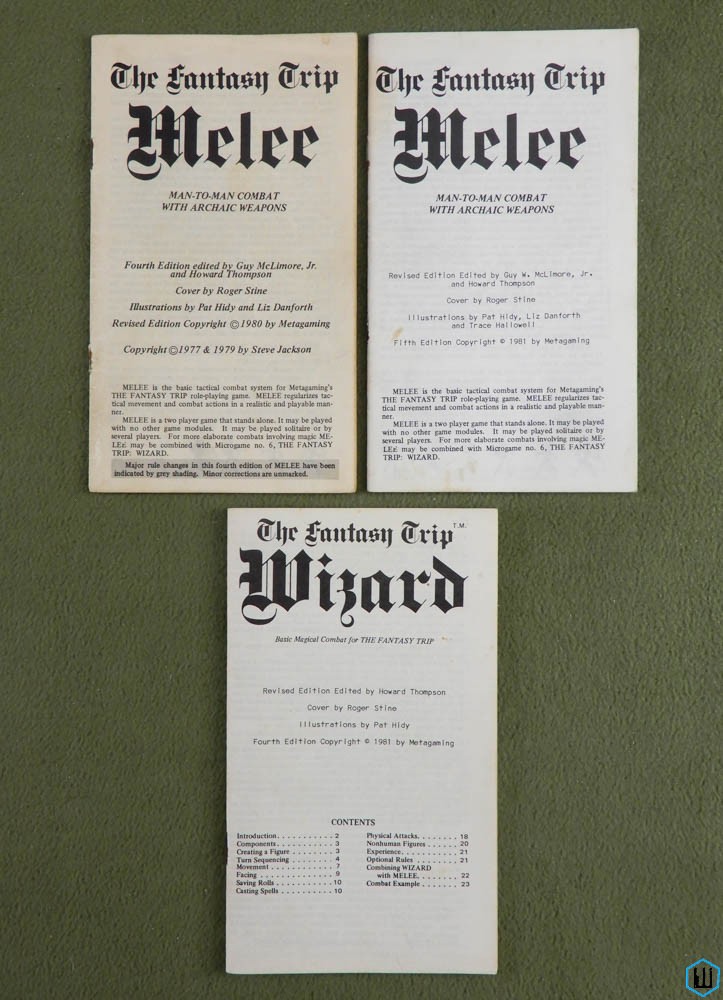 The Fantasy Trip
Melee
MAN-TO-MAN COMBAT
WITH ARCHAIC WEAPONS
Fourth Edition edited by Guy McLimore, Jr.
and Howard Thompson
Cover by Roger Stine
Illustrations by Pat Hidy and Liz Danforth
Revised Edition Copyright ©1980 by Metagaming
Copyright ©1977 & 1979 by Steve Jackson
MELEE is the basic tactical combat system for Metagaming's
THE FANTASY TRIP role-playing game. MELEE regularizes tac-
tical movement and combat actions in a realistic and playable man-
ner.
MELEE is a two player game that stands alone. It may be played
with no other game modules. It may be played solitaire or by
several players. For more elaborate combats involving magic ME-
LEE may be combined with Microgame no. 6, THE FANTASY
TRIP: WIZARD.
Major rule changes in this fourth edition of MELEE have been
indicated by grey shading. Minor corrections are unmarked.
The Fantasy Trip
Melee
MAN-TO-MAN COMBAT
WITH ARCHAIC WEAPONS
Revised Edition Edited by Guy W. McLimore, Jr.
and Howard Thompson
Cover by Roger Stine
Illustrations by Pat Hidy, Liz Danforth
and Trace Hallowell
Fifth Edition Copyright © 1981 by Metagaming
MELEE is the basic tactical combat system for Metagaming's
THE FANTASY TRIP role-playing game. MELEE regularizes tac-
tical movement and combat actions in a realistic and playable man-
ner.
MELEE is a two player game that stands alone. It may be played
with no other game modules. It may be played solitaire or by
several players. For more elaborate combats involving magic ME-
LEE may be combined with Microgame no. 6, THE FANTASY
TRIP: WIZARD.
The Fantasy Trip T.M.
Wizard
Basic Magical Combat for THE FANTASY TRIP
Revised Edition Edited by Howard Thompson
Cover by Roger Stine
Illustrations by Pat Hidy
Fourth Edition Copyright © 1981 by Metagaming
CONTENTS
Introduction. . . . . . . . . . 2
Components. . . . . . . . . . 3
Creating a Figure . . . . . . . 3
Turn Sequencing . . . . . . . 4
Movement . . . . . . . . . . . 7
Facing . . . . . . . . . . . . . 9
Saving Rolls . . . . . . . . . . 10
Casting Spells . . . . . . . . . 10
Physical Attacks. . . . . . . . 18
Nonhuman Figures . . . . . . 20
Experience. . . . . . . . . . . 21
Optional Rules . . . . . . . . 21
Combining WIZARD
with MELEE. . . . . . . . 22
Combat Example . . . . . . . 23